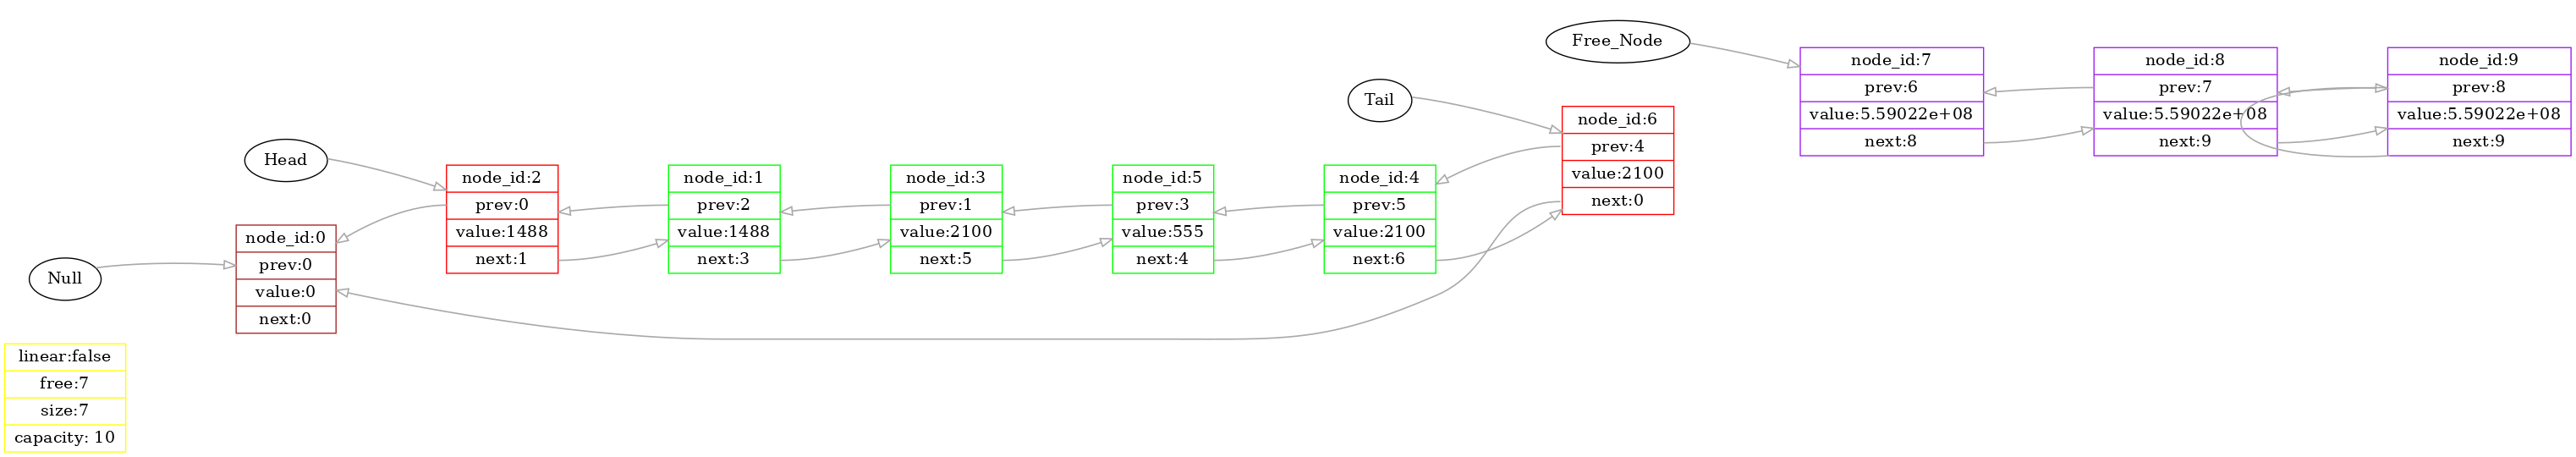 Null
node_id:0
prev:0
value:0
next:0
linear:false
free:7
size:7
capacity: 10
Head
node_id:2
prev:0
value:1488
next:1
node_id:1
prev:2
value:1488
next:3
node_id:3
prev:1
value:2100
next:5
node_id:5
prev:3
value:555
next:4
node_id:4
prev:5
value:2100
next:6
Tail
node_id:6
prev:4
value:2100
next:0
Free_Node
node_id:7
prev:6
value:5.59022e+08
next:8
node_id:8
prev:7
value:5.59022e+08
next:9
node_id:9
prev:8
value:5.59022e+08
next:9